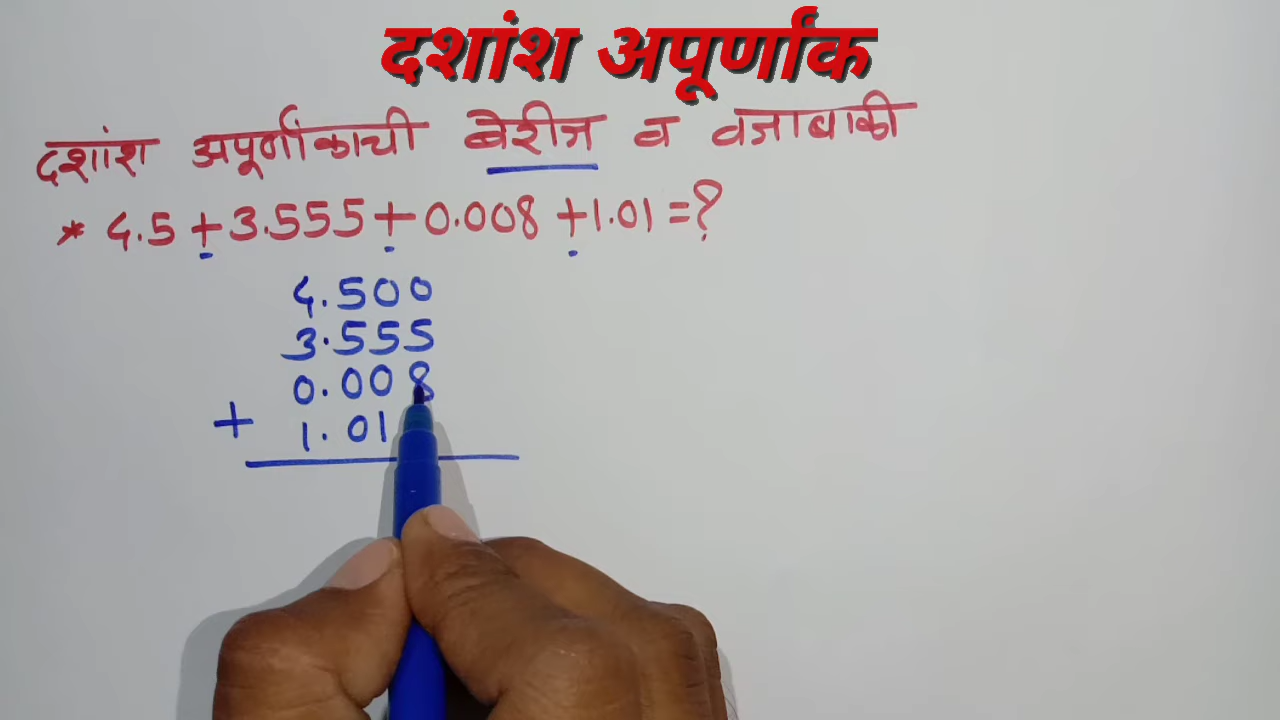 दशांश अपूर्णांक
दशांश अपूर्णांकाची बेरीज व वजाबाकी
* 4.5 + 3.555 + 0.008 + 1.01 = ?
4.500
3.555
0.008
+ 1.01